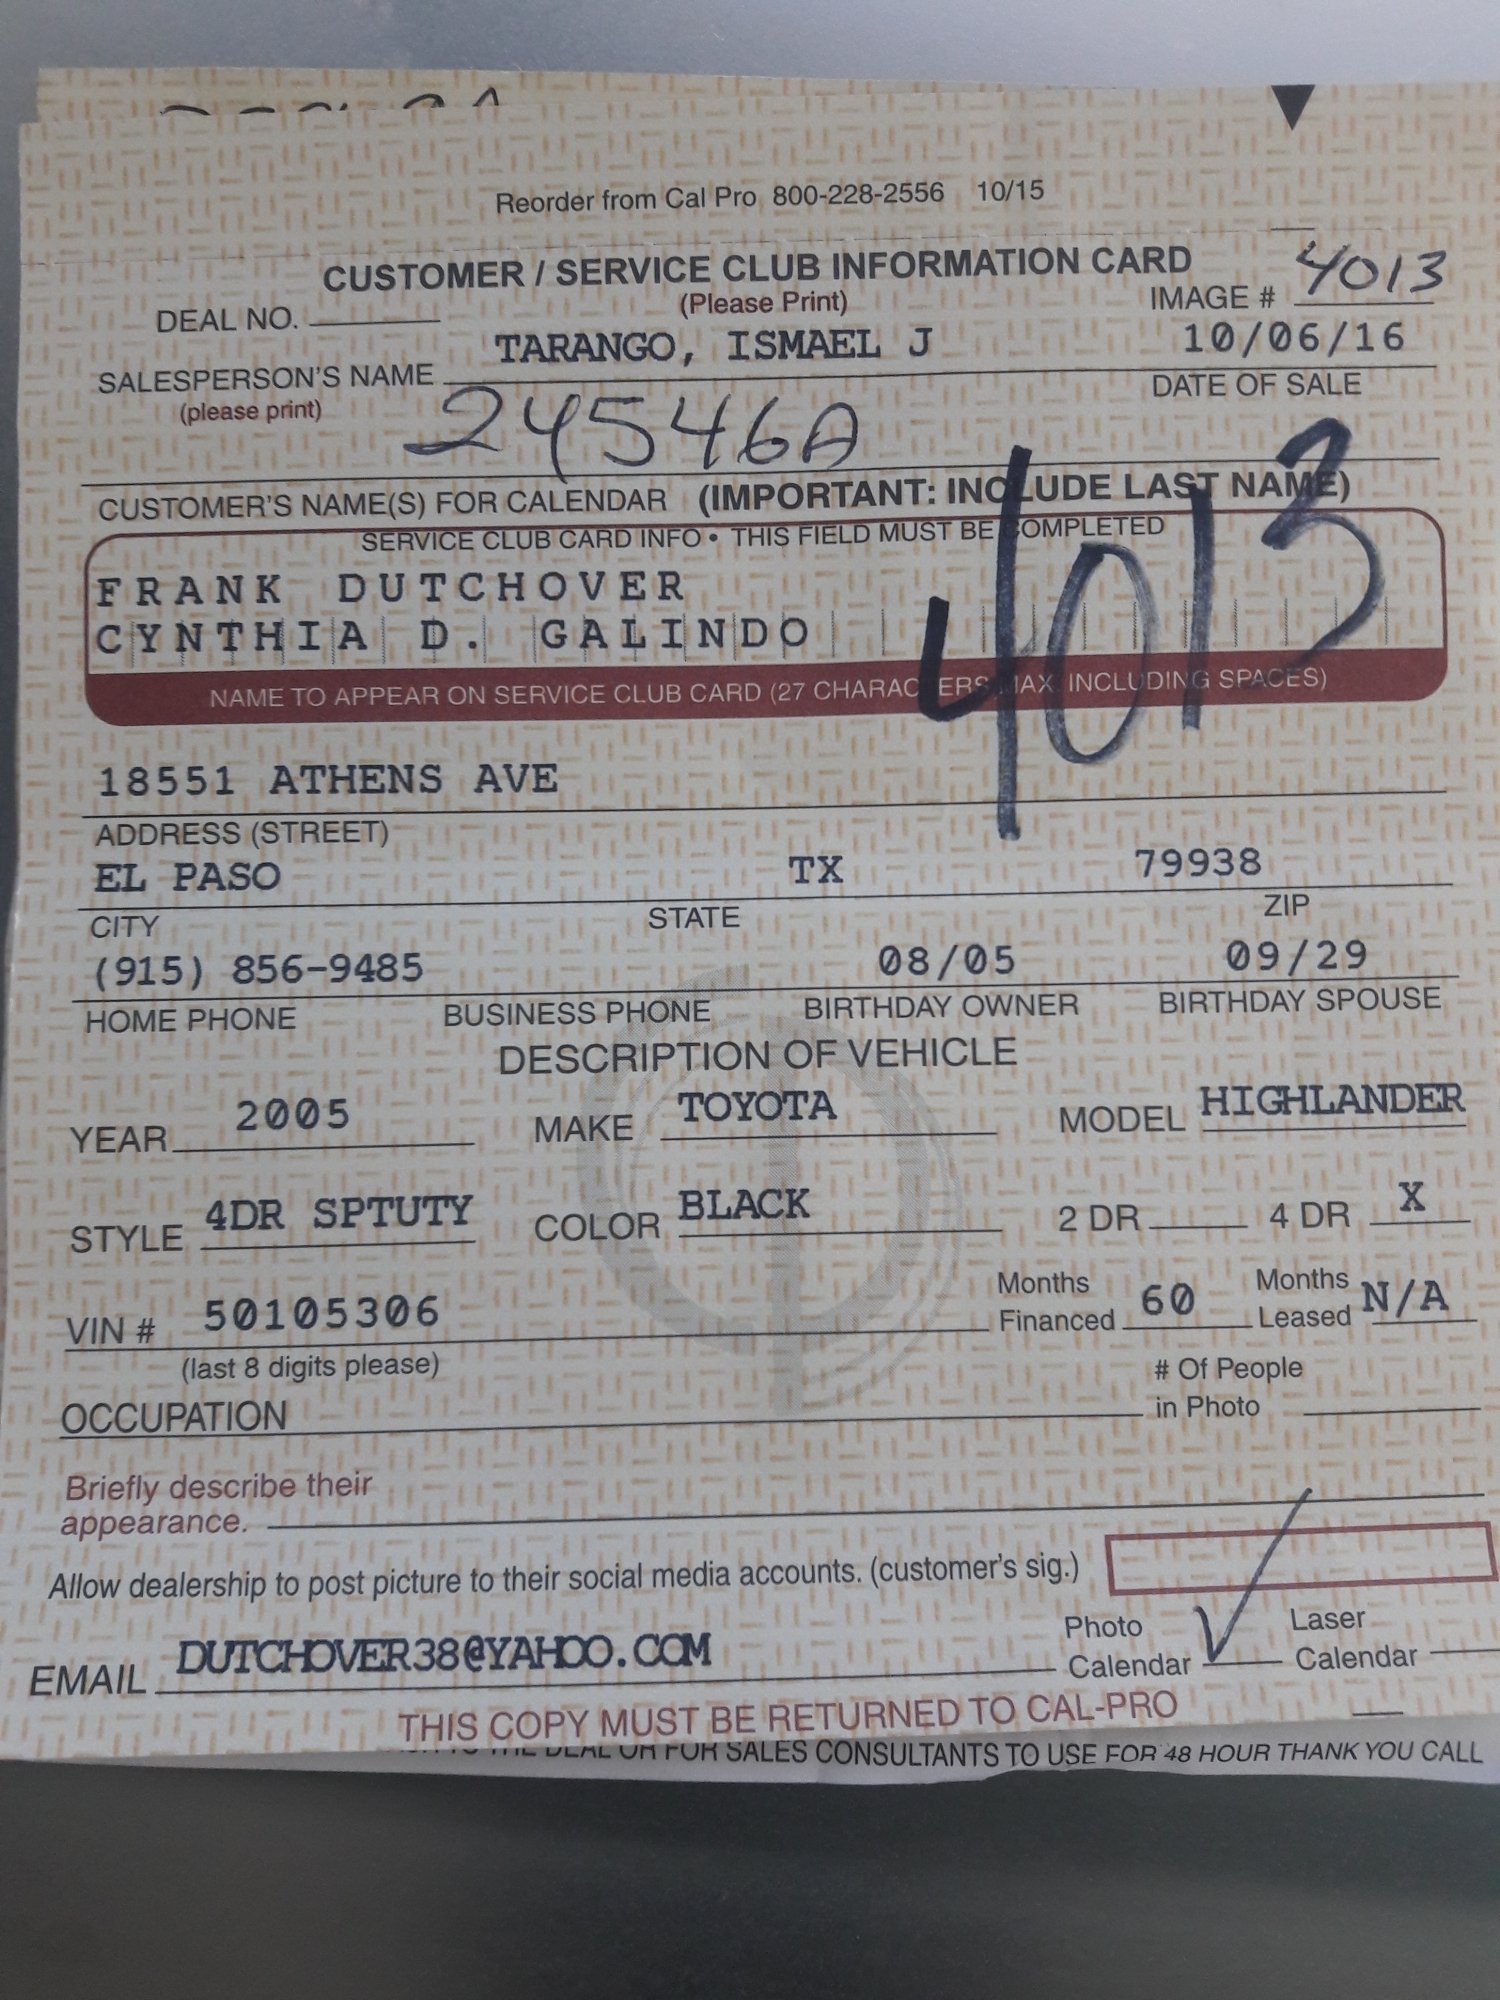 Reorder from Cal Pro 800-228-2556 10/15
CUSTOMER / SERVICE CLUB INFORMATION CARD
(Please Print)
IMAGE # 4013
DEAL NO.
TARANGO, ISMAEL J 10/06/16
SALESPERSON'S NAME DATE OF SALE
(please print)
24546A
CUSTOMER'S NAME(S) FOR CALENDAR (IMPORTANT: INCLUDE LAST NAME)
SERVICE CLUB CARD INFO • THIS FIELD MUST BE COMPLETED
4013
FRANK DUTCHOVER
CYNTHIA D. GALINDO
NAME TO APPEAR ON SERVICE CLUB CARD (27 CHARACTERS MAX INCLUDING SPACES)
18551 ATHENS AVE
ADDRESS (STREET)
EL PASO TX 79938
CITY STATE ZIP
(915) 856-9485 08/05 09/29
HOME PHONE BUSINESS PHONE BIRTHDAY OWNER BIRTHDAY SPOUSE
DESCRIPTION OF VEHICLE
YEAR 2005 MAKE TOYOTA MODEL HIGHLANDER
STYLE 4DR SPTUTY COLOR BLACK 2 DR 4 DR X
VIN # 50105306 Months Financed 60 Months Leased N/A
(last 8 digits please)
OCCUPATION # Of People in Photo
Briefly describe their
appearance.
Allow dealership to post picture to their social media accounts. (customer's sig.)
EMAIL DUTCHOVER38@YAHOO.COM Photo Calendar ✓ Laser Calendar
THIS COPY MUST BE RETURNED TO CAL-PRO
THE DEAL OR FOR SALES CONSULTANTS TO USE FOR 48 HOUR THANK YOU CALL